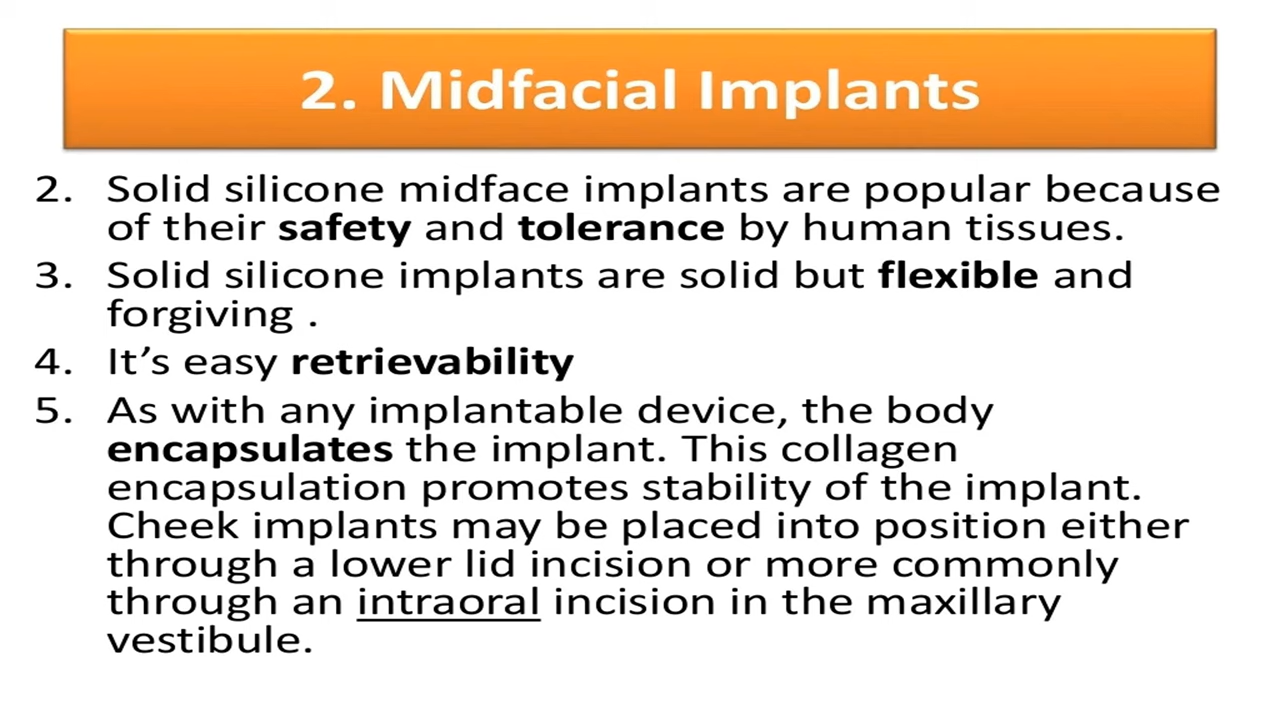 2. Midfacial Implants
2. Solid silicone midface implants are popular because
of their safety and tolerance by human tissues.
3. Solid silicone implants are solid but flexible and
forgiving .
4. It’s easy retrievability
5. As with any implantable device, the body
encapsulates the implant. This collagen
encapsulation promotes stability of the implant.
Cheek implants may be placed into position either
through a lower lid incision or more commonly
through an intraoral incision in the maxillary
vestibule.